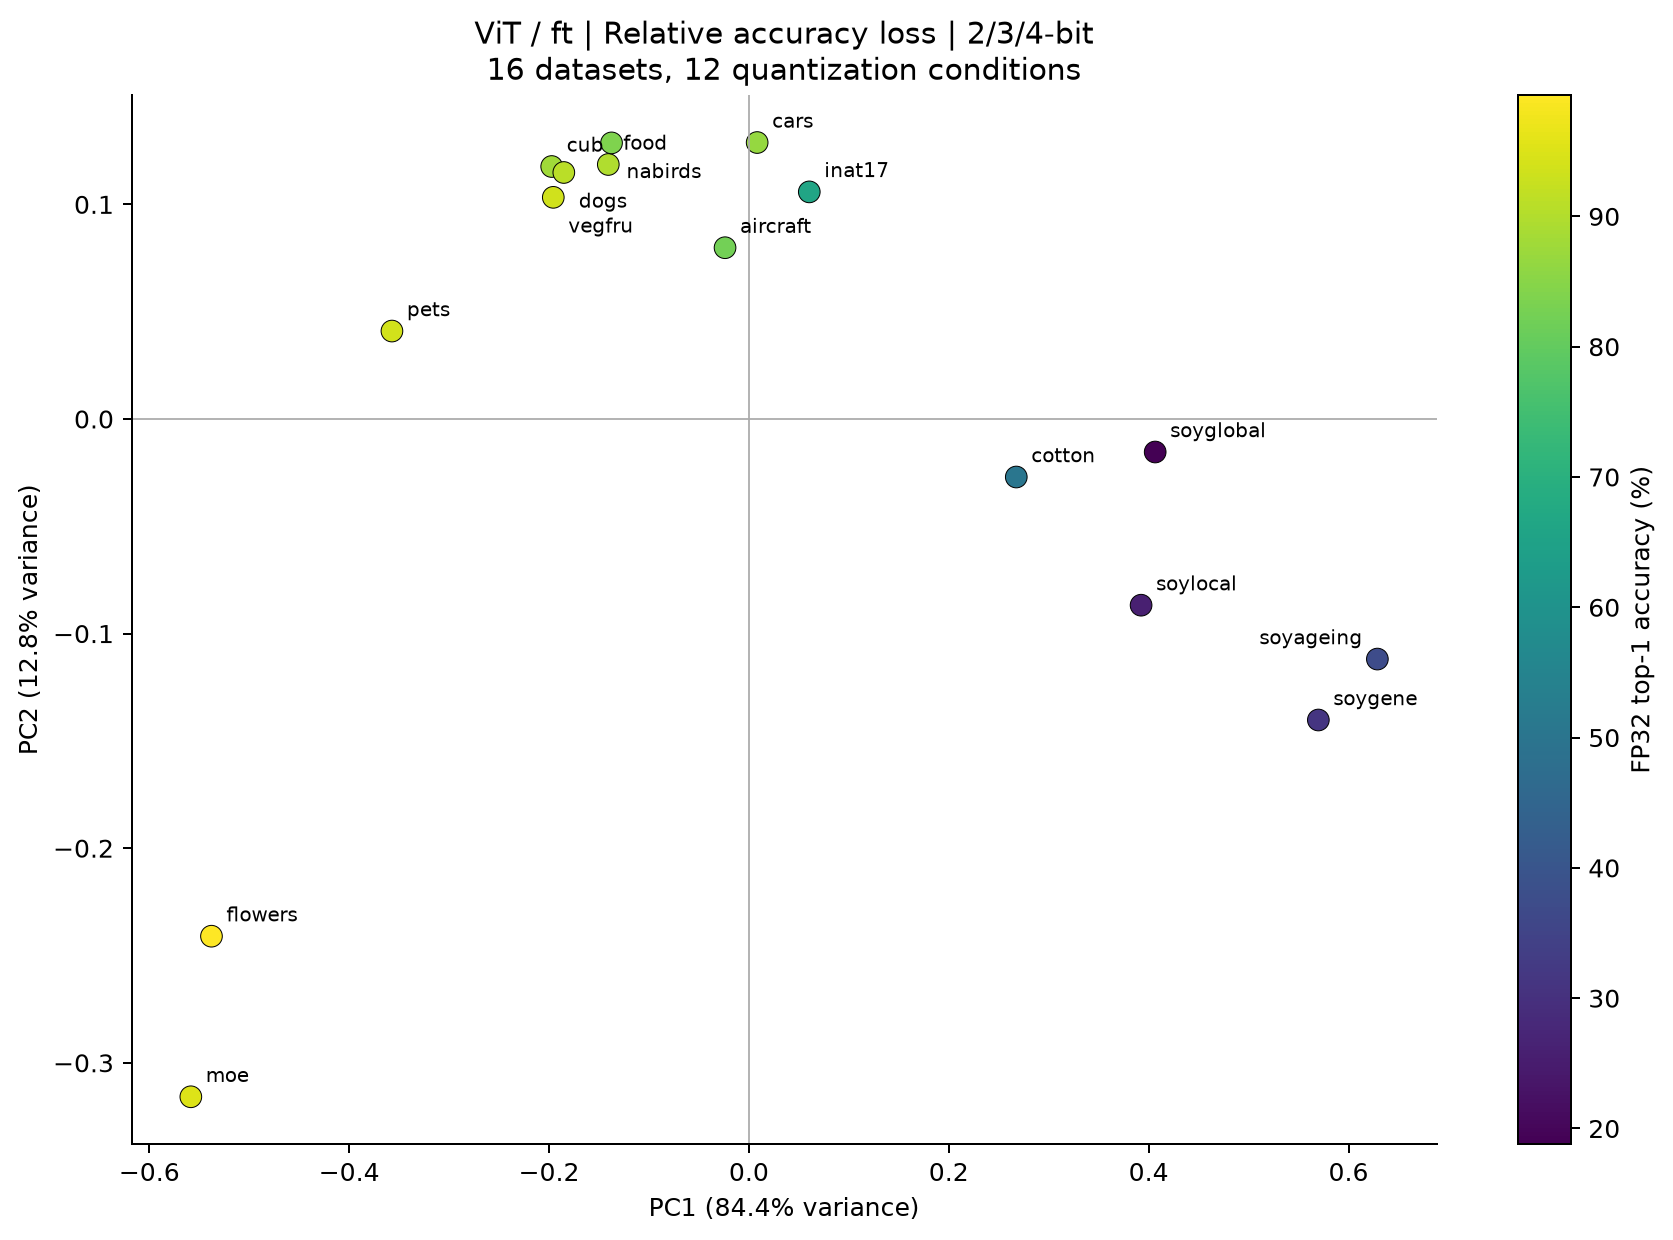 ViT / ft | Relative accuracy loss | 2/3/4-bit
16 datasets, 12 quantization conditions
cars
cub
food
inat17
nabirds
dogs
vegfru
aircraft
pets
soyglobal
cotton
soylocal
soyageing
soygene
flowers
moe
0.1
0.0
−0.1
−0.2
−0.3
PC2 (12.8% variance)
−0.6
−0.4
−0.2
0.0
0.2
0.4
0.6
PC1 (84.4% variance)
90
80
70
60
50
40
30
20
FP32 top-1 accuracy (%)